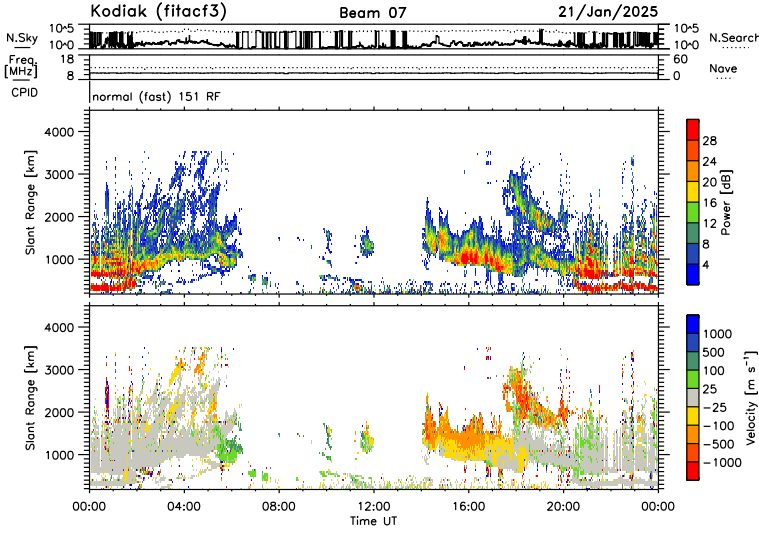 Kodiak (fitacf3) Beam 07 21/Jan/2025
N.Sky 10^5 10^0 10^5 10^0 N.Search
Freq. [MHz] 18 8 60 0 Nave
CPID normal (fast) 151 RF
Slant Range [km] 4000 3000 2000 1000
Power [dB] 28 24 20 16 12 8 4
Slant Range [km] 4000 3000 2000 1000
Velocity [m s⁻¹] 1000 500 100 25 −25 −100 −500 −1000
00:00 04:00 08:00 12:00 16:00 20:00 00:00
Time UT